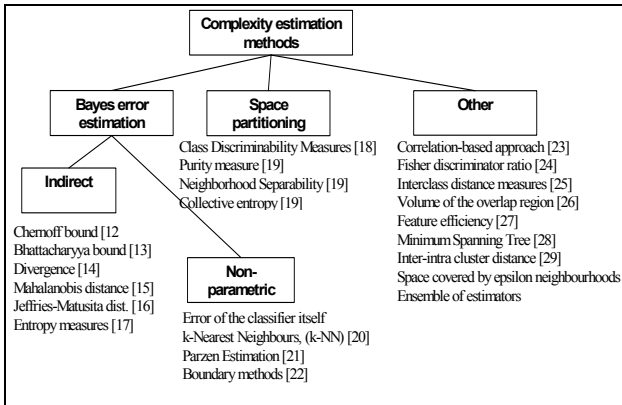 Complexity estimation
methods
Bayes error
estimation
Space
partitioning
Other
Class Discriminability Measures [18]
Purity measure [19]
Neighborhood Separability [19]
Collective entropy [19]
Correlation-based approach [23]
Fisher discriminator ratio [24]
Interclass distance measures [25]
Volume of the overlap region [26]
Feature efficiency [27]
Minimum Spanning Tree [28]
Inter-intra cluster distance [29]
Space covered by epsilon neighbourhoods
Ensemble of estimators
Indirect
Chernoff bound [12
Bhattacharyya bound [13]
Divergence [14]
Mahalanobis distance [15]
Jeffries-Matusita dist. [16]
Entropy measures [17]
Non-
parametric
Error of the classifier itself
k-Nearest Neighbours, (k-NN) [20]
Parzen Estimation [21]
Boundary methods [22]